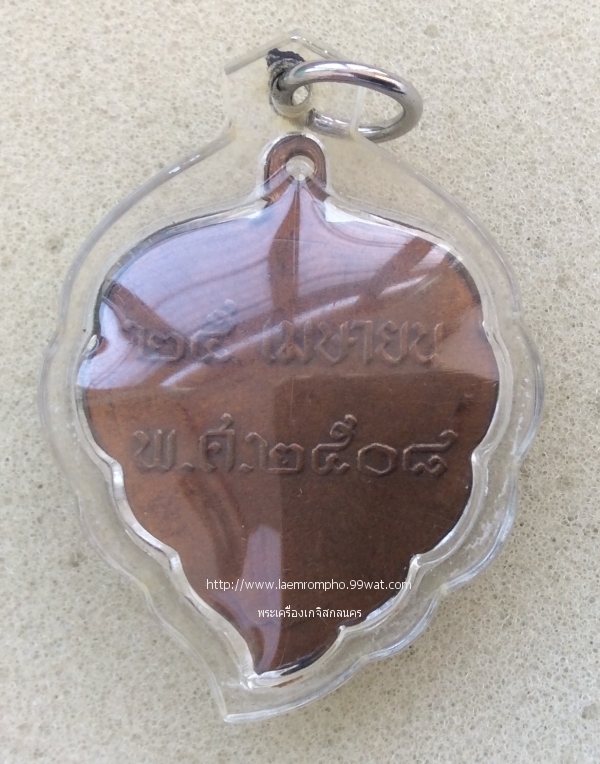 ๒๕ เมษายน
พ.ศ.๒๕๐๘
http://www.laemrompho.99wat.com
พระเครื่องเกจิสกลนคร